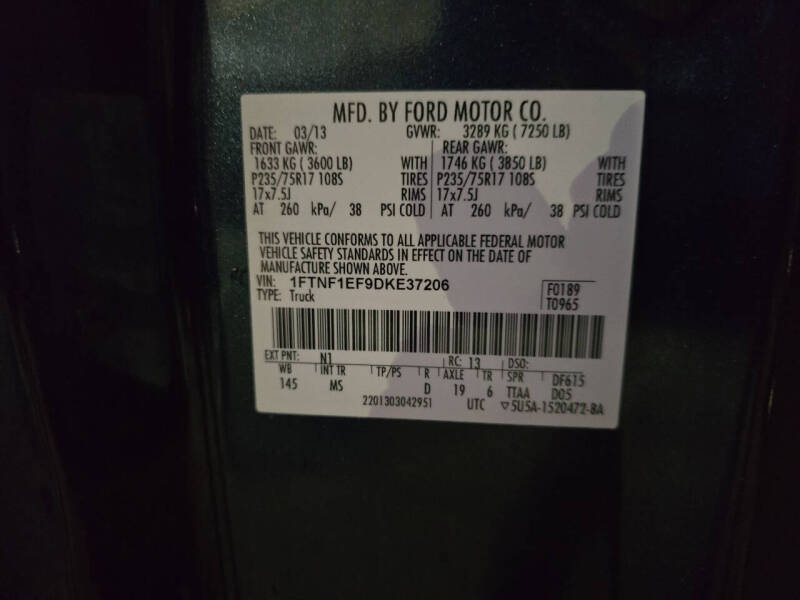 MFD. BY FORD MOTOR CO.
DATE: 03/13 GVWR: 3289 KG ( 7250 LB)
FRONT GAWR: REAR GAWR:
1633 KG ( 3600 LB) WITH 1746 KG ( 3850 LB) WITH
P235/75R17 108S TIRES P235/75R17 108S TIRES
17x7.5J RIMS 17x7.5J RIMS
AT 260 kPa/ 38 PSI COLD AT 260 kPa/ 38 PSI COLD
THIS VEHICLE CONFORMS TO ALL APPLICABLE FEDERAL MOTOR
VEHICLE SAFETY STANDARDS IN EFFECT ON THE DATE OF
MANUFACTURE SHOWN ABOVE.
VIN: 1FTNF1EF9DKE37206 F0189
TYPE: Truck T0965
EXT PNT: N1 RC: 13 DSO:
WB INT TR TP/PS R AXLE TR SPR DF615
145 MS D 19 6 TTAA D05
2201303042951 UTC ▽5U5A-1520472-BA